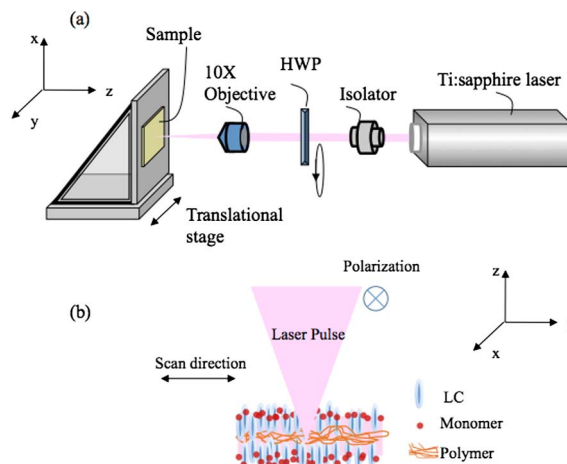 (a)
x
z
y
Sample
10X
Objective
HWP
Isolator
Ti:sapphire laser
Translational
stage
(b)
Polarization
Laser Pulse
Scan direction
z
x
LC
Monomer
Polymer